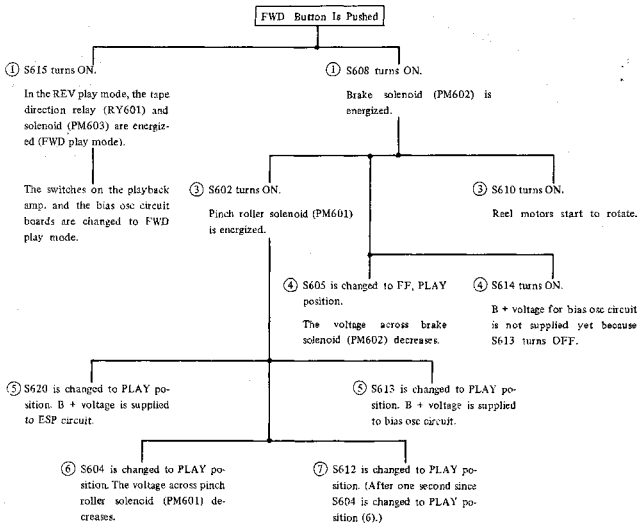 FWD Button Is Pushed
① S615 turns ON.
In the REV play mode, the tape
direction relay (RY601) and
solenoid (PM603) are energiz-
ed (FWD play mode).
The switches on the playback
amp. and the bias osc circuit
boards are changed to FWD
play mode.
① S608 turns ON.
Brake solenoid (PM602) is
energized.
③ S602 turns ON.
Pinch roller solenoid (PM601)
is energized.
③ S610 turns ON.
Reel motors start to rotate.
④ S605 is changed to FF, PLAY
position.
The voltage across brake
solenoid (PM602) decreases.
④ S614 turns ON.
B + voltage for bias osc circuit
is not supplied yet because
S613 turns OFF.
⑤ S620 is changed to PLAY po-
sition. B + voltage is supplied
to ESP circuit.
⑤ S613 is changed to PLAY po-
sition. B + voltage is supplied
to bias osc circuit.
⑥ S604 is changed to PLAY po-
sition. The voltage across pinch
roller solenoid (PM601) de-
creases.
⑦ S612 is changed to PLAY po-
sition. (After one second since
S604 is changed to PLAY po-
sition (6).)